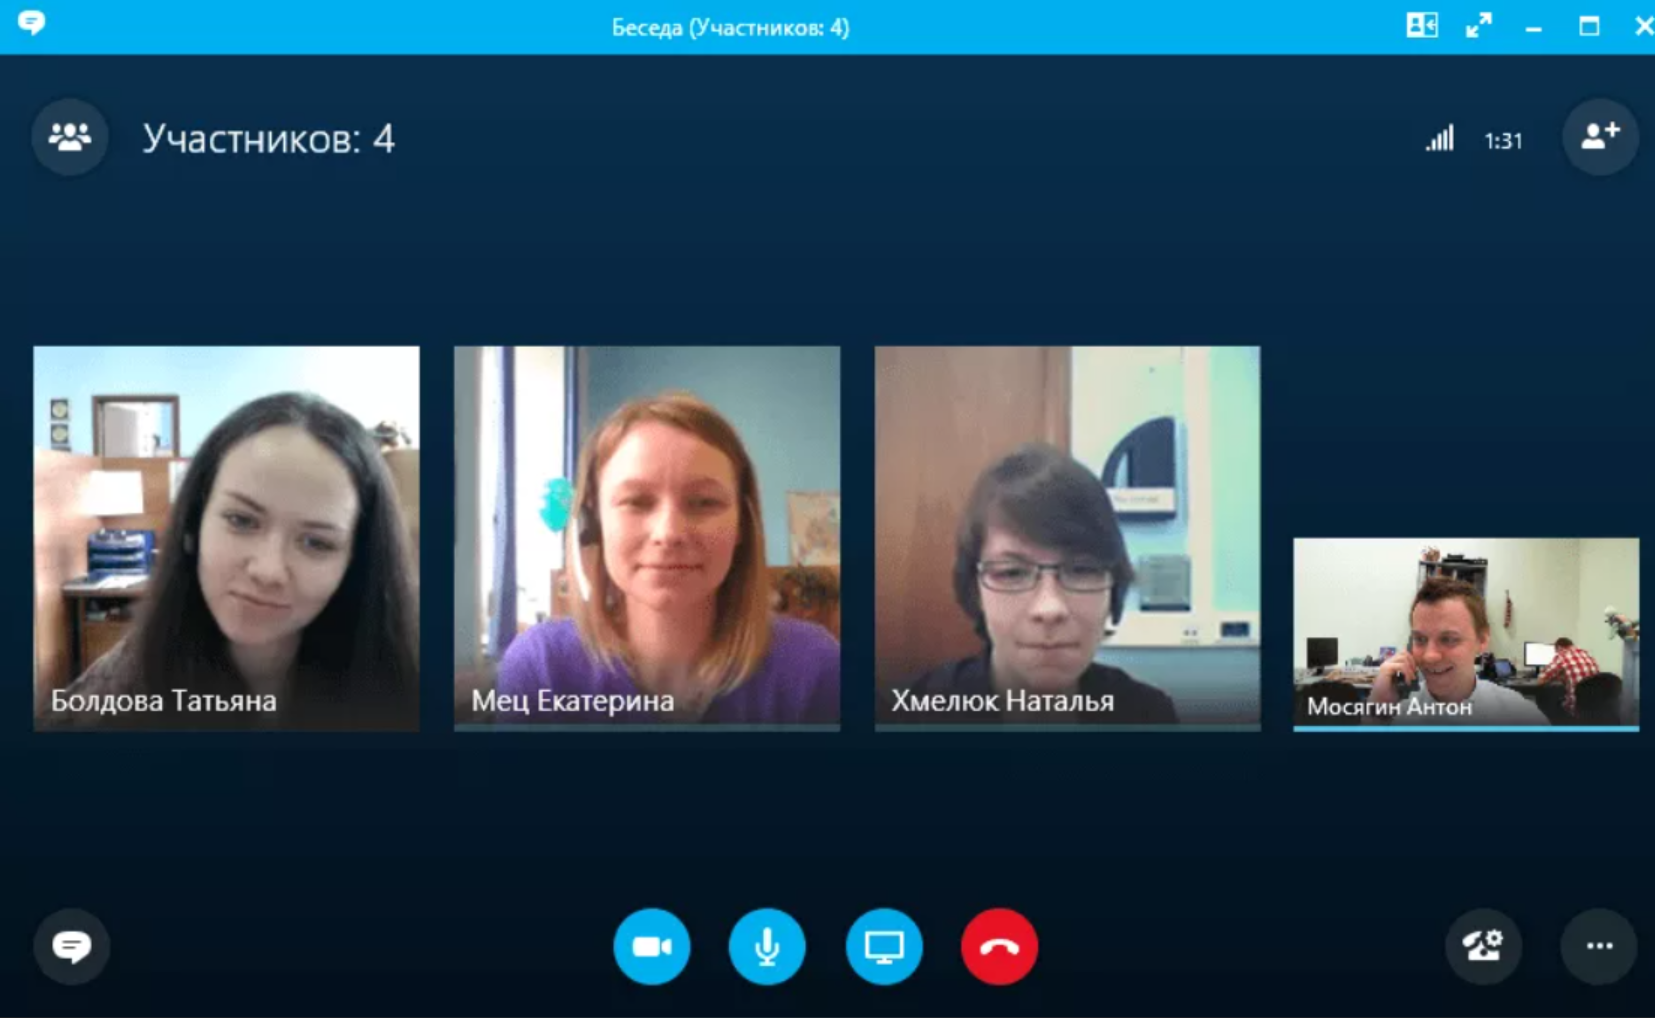 Беседа (Участников: 4)
Участников: 4
1:31
Болдова Татьяна
Мец Екатерина
Хмелюк Наталья
Мосягин Антон